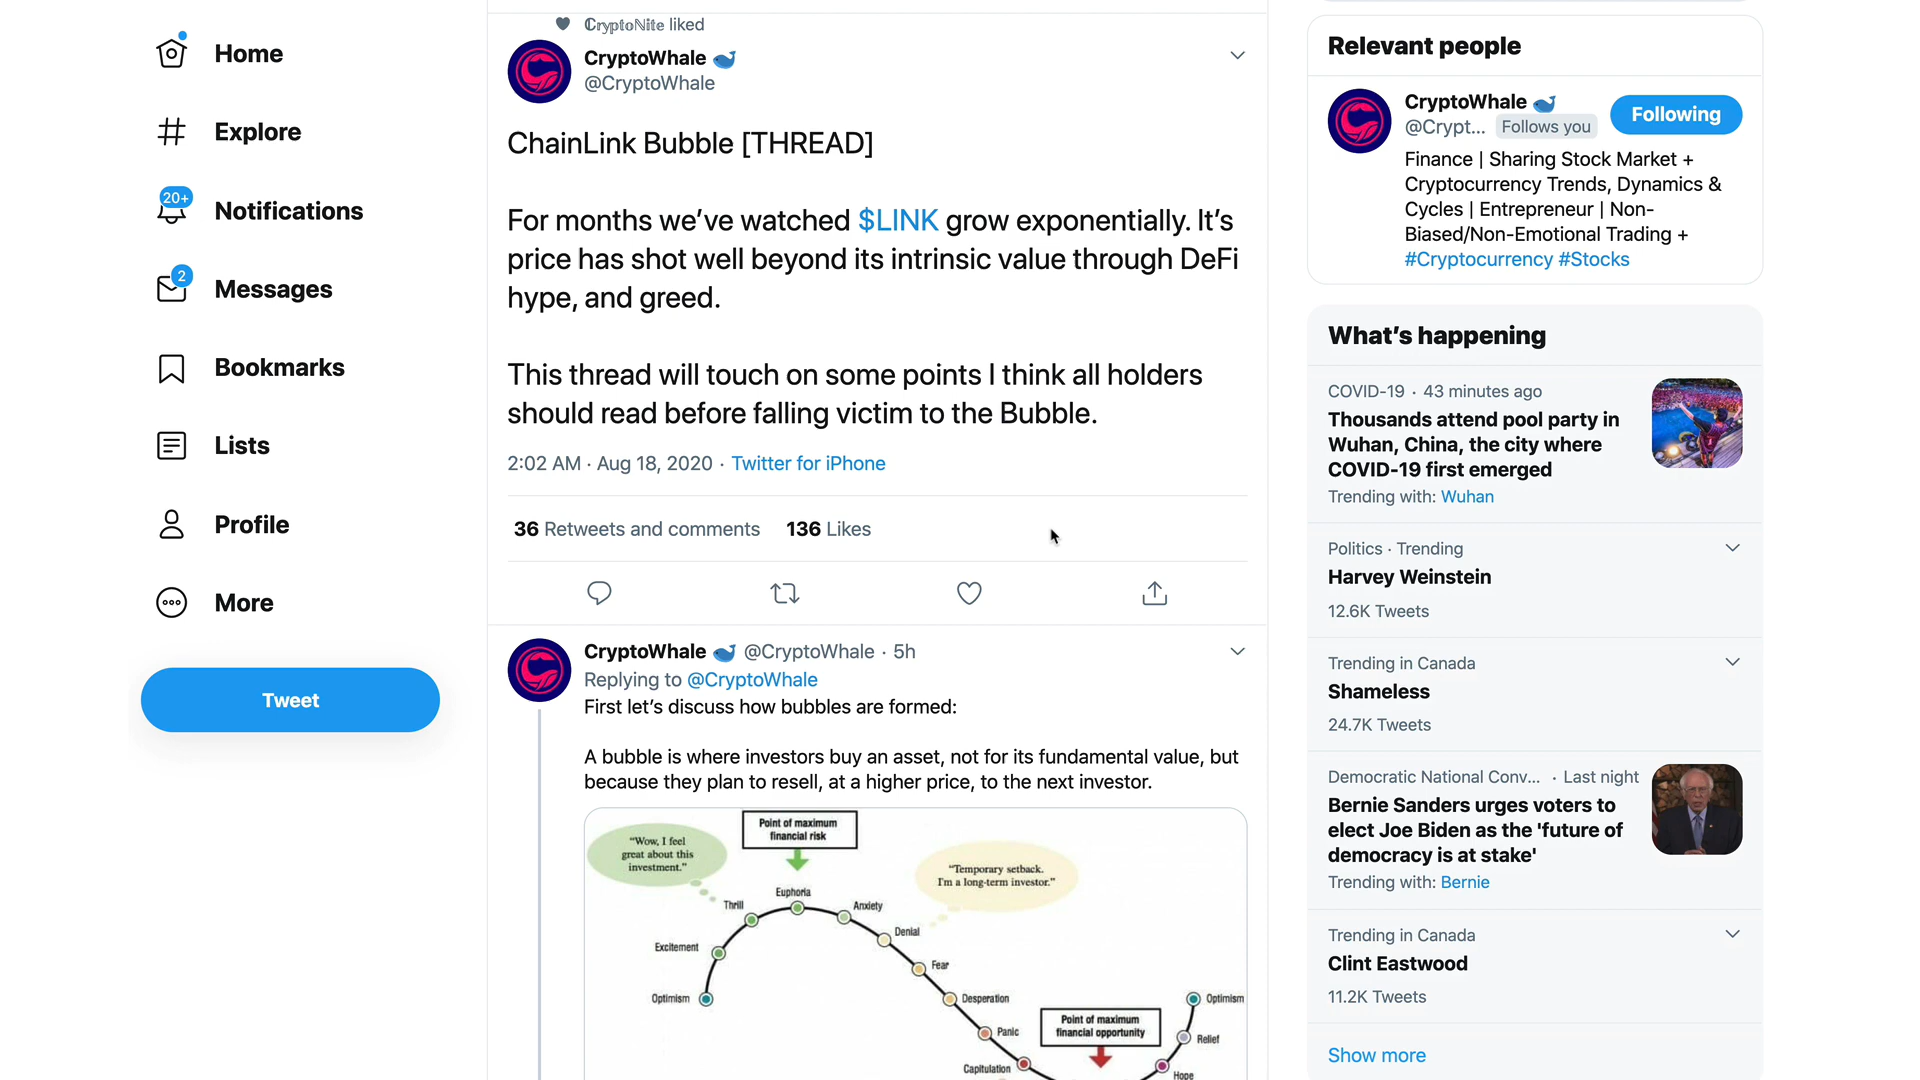 Home
Explore
20+
Notifications
2
Messages
Bookmarks
Lists
Profile
More
Tweet
CryptoNite liked
CryptoWhale
@CryptoWhale
ChainLink Bubble [THREAD]
For months we've watched $LINK grow exponentially. It's
price has shot well beyond its intrinsic value through DeFi
hype, and greed.
This thread will touch on some points I think all holders
should read before falling victim to the Bubble.
2:02 AM · Aug 18, 2020 · Twitter for iPhone
36 Retweets and comments 136 Likes
CryptoWhale @CryptoWhale · 5h
Replying to @CryptoWhale
First let's discuss how bubbles are formed:
A bubble is where investors buy an asset, not for its fundamental value, but
because they plan to resell, at a higher price, to the next investor.
Point of maximum
financial risk
"Wow, I feel
great about this
investment."
"Temporary setback.
I'm a long-term investor."
Euphoria
Thrill
Anxiety
Denial
Excitement
Fear
Optimism
Desperation
Optimism
Point of maximum
financial opportunity
Panic
Relief
Capitulation
Hope
Relevant people
CryptoWhale
Following
@Crypt... Follows you
Finance | Sharing Stock Market +
Cryptocurrency Trends, Dynamics &
Cycles | Entrepreneur | Non-
Biased/Non-Emotional Trading +
#Cryptocurrency #Stocks
What's happening
COVID-19 · 43 minutes ago
Thousands attend pool party in
Wuhan, China, the city where
COVID-19 first emerged
Trending with: Wuhan
Politics · Trending
Harvey Weinstein
12.6K Tweets
Trending in Canada
Shameless
24.7K Tweets
Democratic National Conv... · Last night
Bernie Sanders urges voters to
elect Joe Biden as the 'future of
democracy is at stake'
Trending with: Bernie
Trending in Canada
Clint Eastwood
11.2K Tweets
Show more